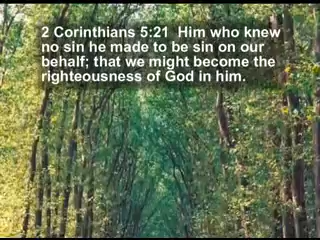 2 Corinthians 5:21  Him who knew
no sin he made to be sin on our
behalf; that we might become the
righteousness of God in him.